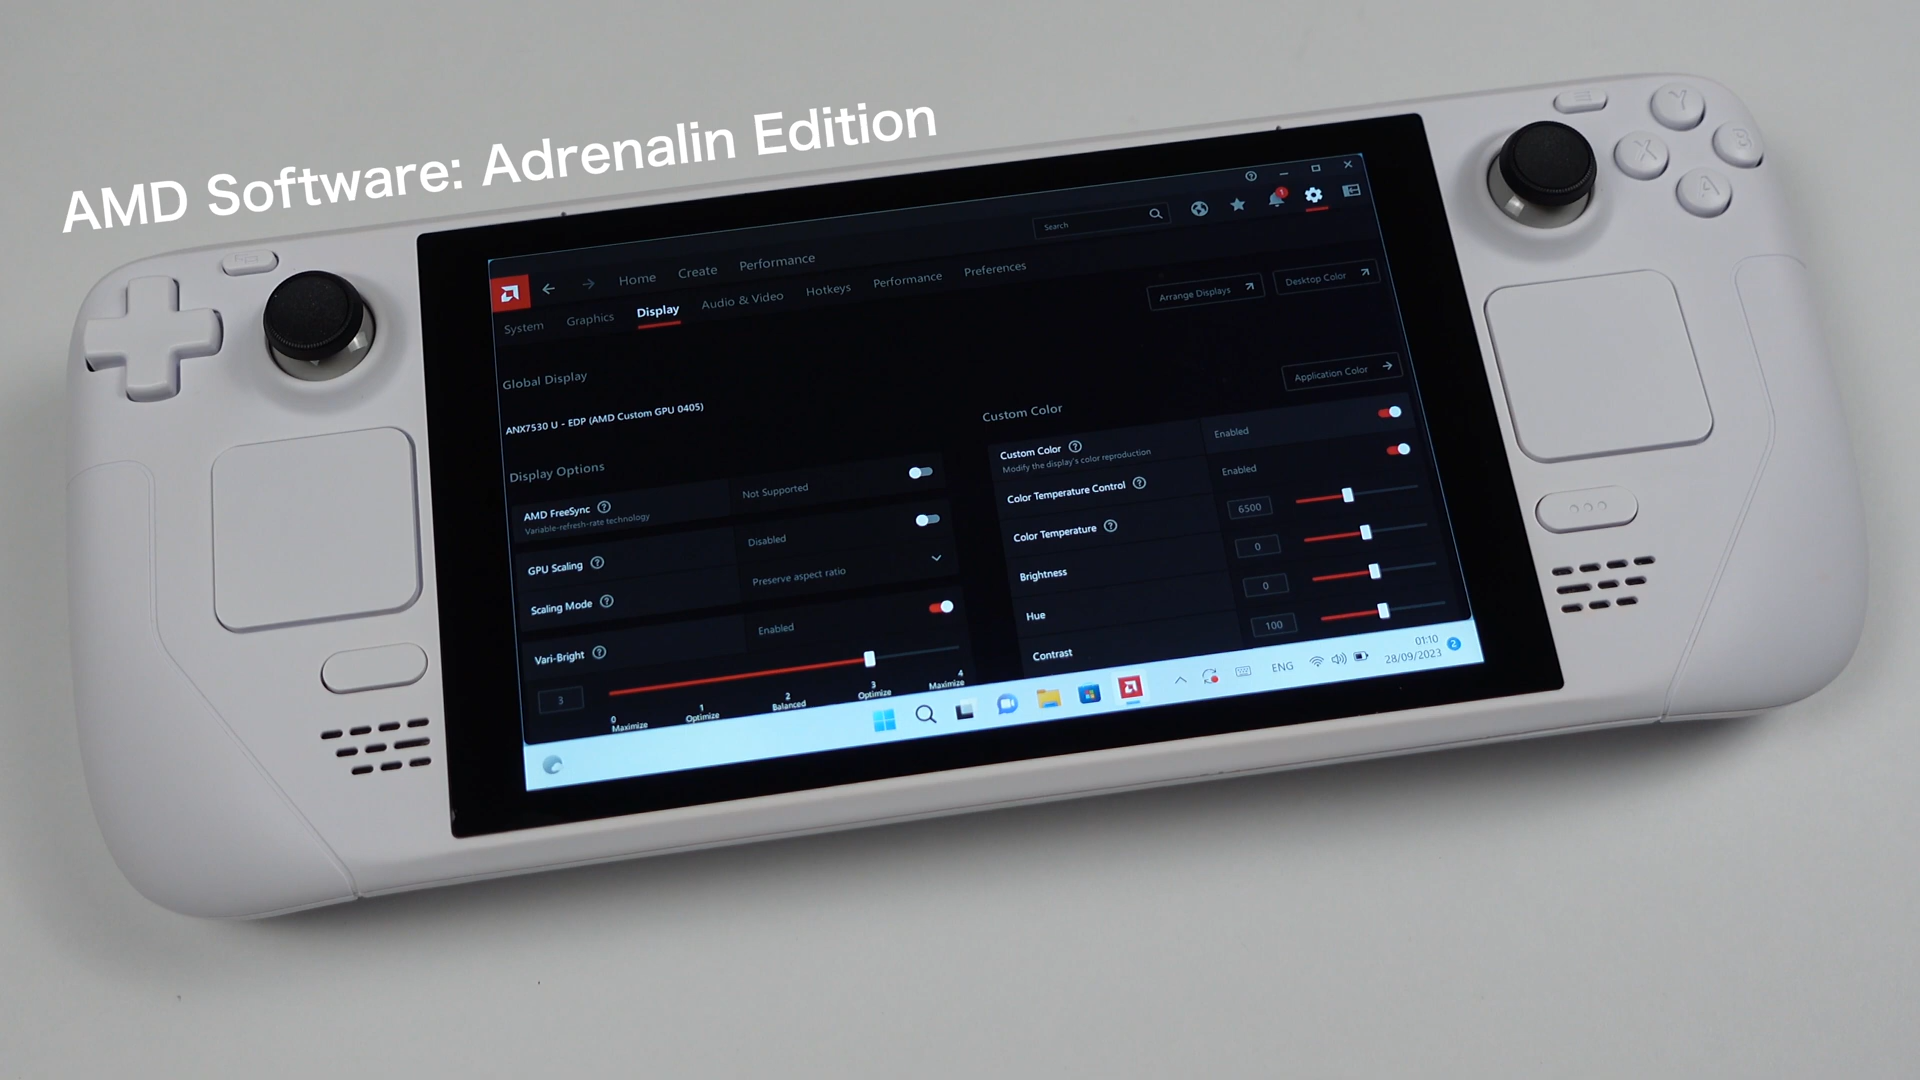 AMD Software: Adrenalin Edition
Search
Home Create Performance
System Graphics Display Audio & Video Hotkeys Performance Preferences
Arrange Displays Desktop Color
Global Display
Application Color
ANX7530 U - EDP (AMD Custom GPU 0405)
Display Options
AMD FreeSync
Variable-refresh-rate technology
Not Supported
GPU Scaling
Disabled
Scaling Mode
Preserve aspect ratio
Vari-Bright
Enabled
3
0
Maximize
1
Optimize
2
Balanced
3
Optimize
4
Maximize
Custom Color
Custom Color
Modify the display's color reproduction
Enabled
Color Temperature Control
Enabled
Color Temperature
6500
Brightness
0
Hue
0
Contrast
100
ENG
01:10
28/09/2023
2
1
Y
X
B
A